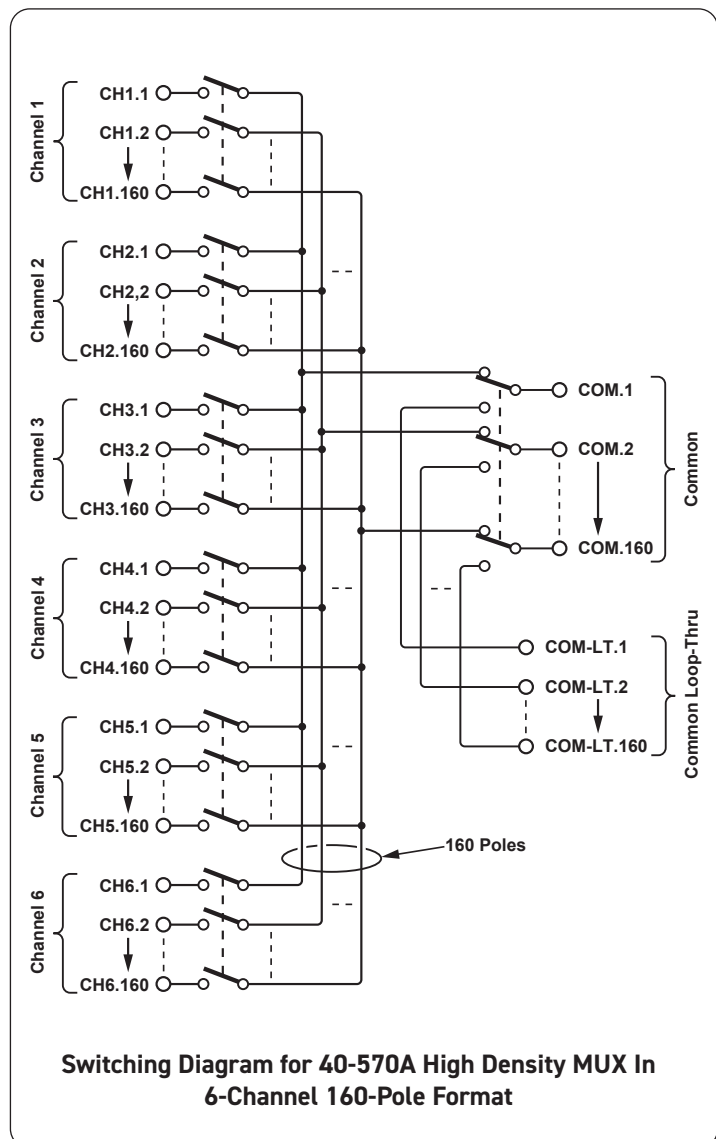 Channel 1
CH1.1
CH1.2
CH1.160
Channel 2
CH2.1
CH2,2
CH2.160
Channel 3
CH3.1
CH3.2
CH3.160
Channel 4
CH4.1
CH4.2
CH4.160
Channel 5
CH5.1
CH5.2
CH5.160
Channel 6
CH6.1
CH6.2
CH6.160
COM.1
COM.2
COM.160
Common
COM-LT.1
COM-LT.2
COM-LT.160
Common Loop-Thru
160 Poles
Switching Diagram for 40-570A High Density MUX In
6-Channel 160-Pole Format